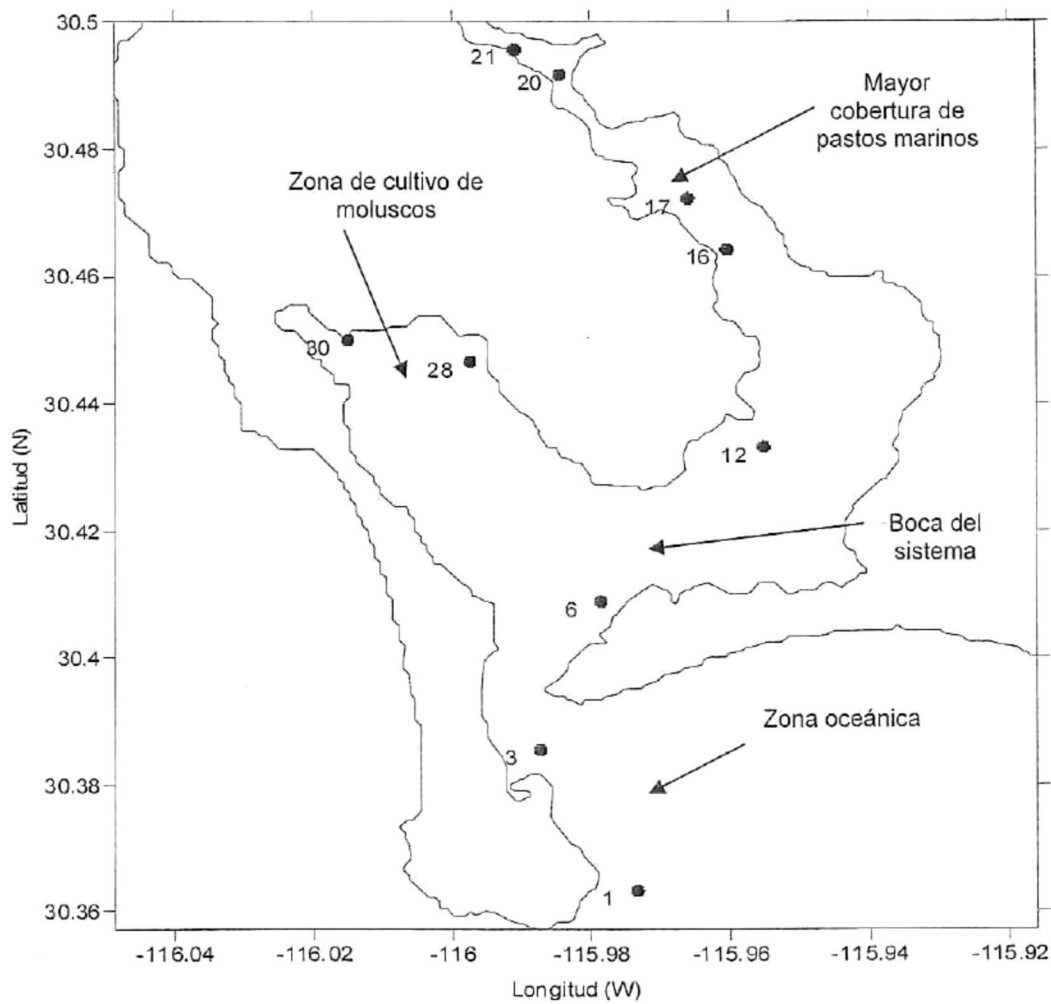 30.5
21
20
Mayor
cobertura de
pastos marinos
30.48
Zona de cultivo de
moluscos
17
16
30.46
30
28
30.44
12
Latitud (N)
30.42
Boca del
sistema
6
30.4
Zona oceánica
3
30.38
1
30.36
-116.04
-116.02
-116
-115.98
-115.96
-115.94
-115.92
Longitud (W)